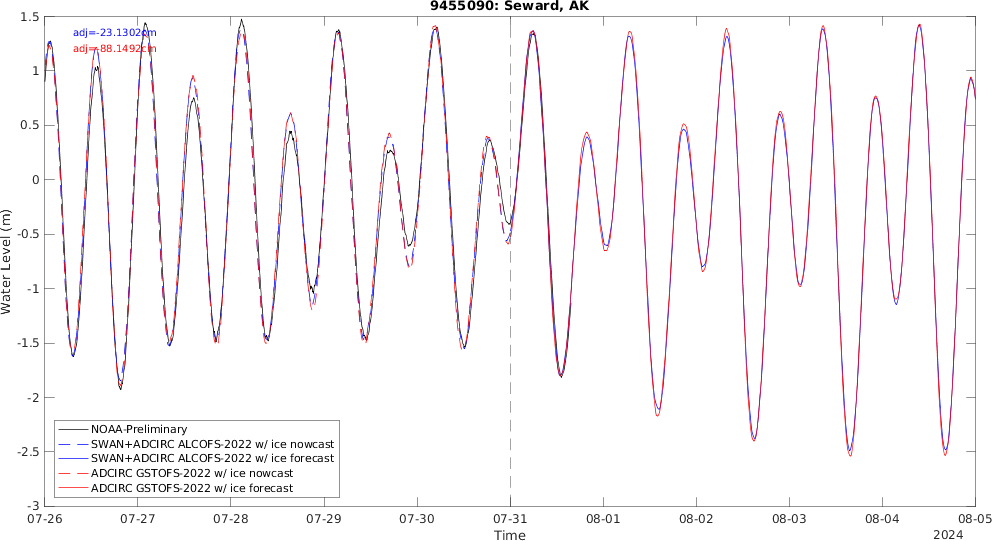 9455090: Seward, AK
adj=-23.1302cm
adj=-88.1492cm
1.5
1
0.5
0
-0.5
-1
-1.5
-2
-2.5
-3
Water Level (m)
NOAA-Preliminary
SWAN+ADCIRC ALCOFS-2022 w/ ice nowcast
SWAN+ADCIRC ALCOFS-2022 w/ ice forecast
ADCIRC GSTOFS-2022 w/ ice nowcast
ADCIRC GSTOFS-2022 w/ ice forecast
07-26 07-27 07-28 07-29 07-30 07-31 08-01 08-02 08-03 08-04 08-05
Time
2024